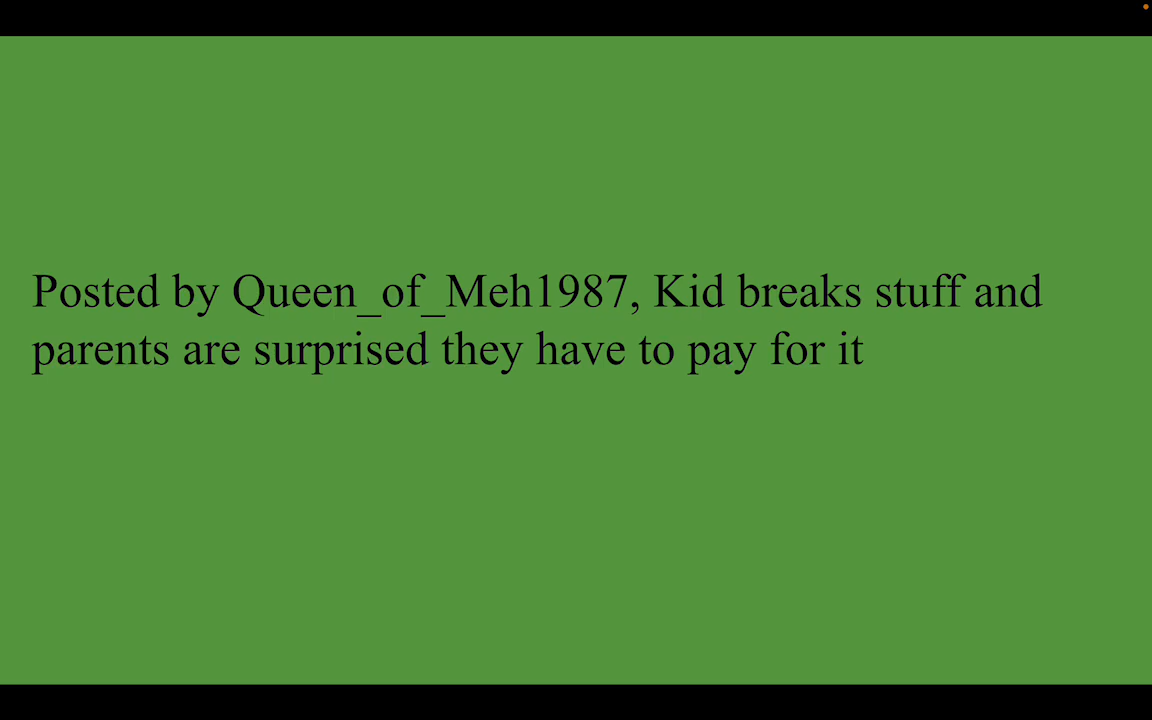 Posted by Queen_of_Meh1987, Kid breaks stuff and
parents are surprised they have to pay for it